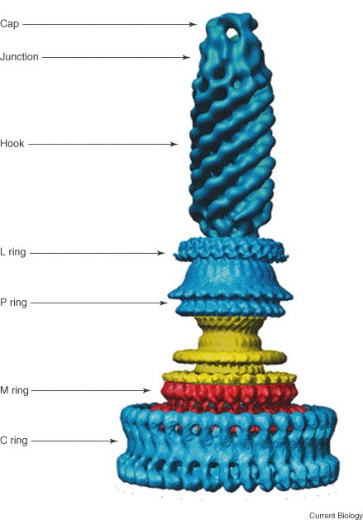 Cap
Junction
Hook
L ring
P ring
M ring
C ring
Current Biology